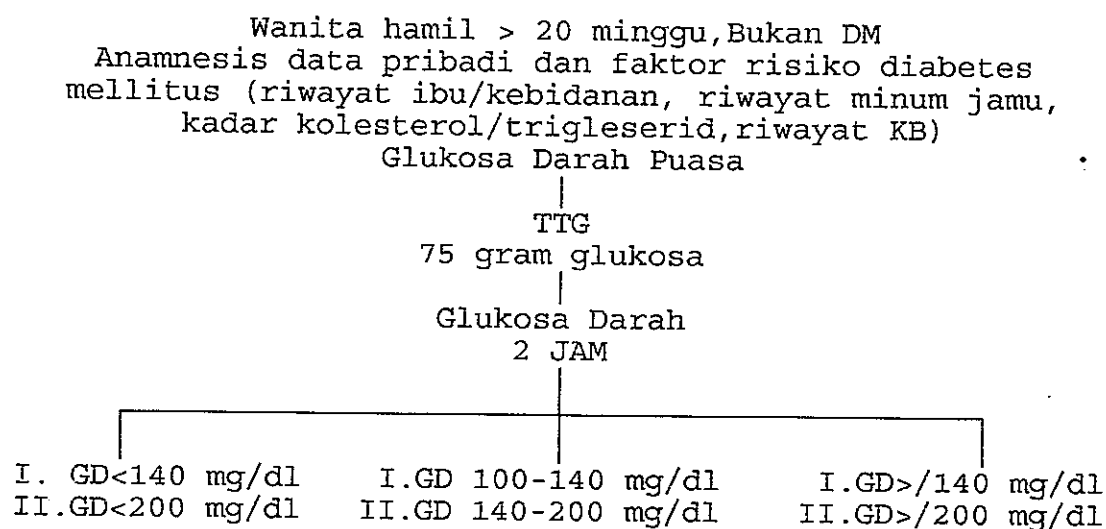 Wanita hamil > 20 minggu,Bukan DM
Anamnesis data pribadi dan faktor risiko diabetes
mellitus (riwayat ibu/kebidanan, riwayat minum jamu,
kadar kolesterol/trigleserid,riwayat KB)
Glukosa Darah Puasa
TTG
75 gram glukosa
Glukosa Darah
2 JAM
I. GD<140 mg/dl I.GD 100-140 mg/dl I.GD>/140 mg/dl
II.GD<200 mg/dl II.GD 140-200 mg/dl II.GD>/200 mg/dl